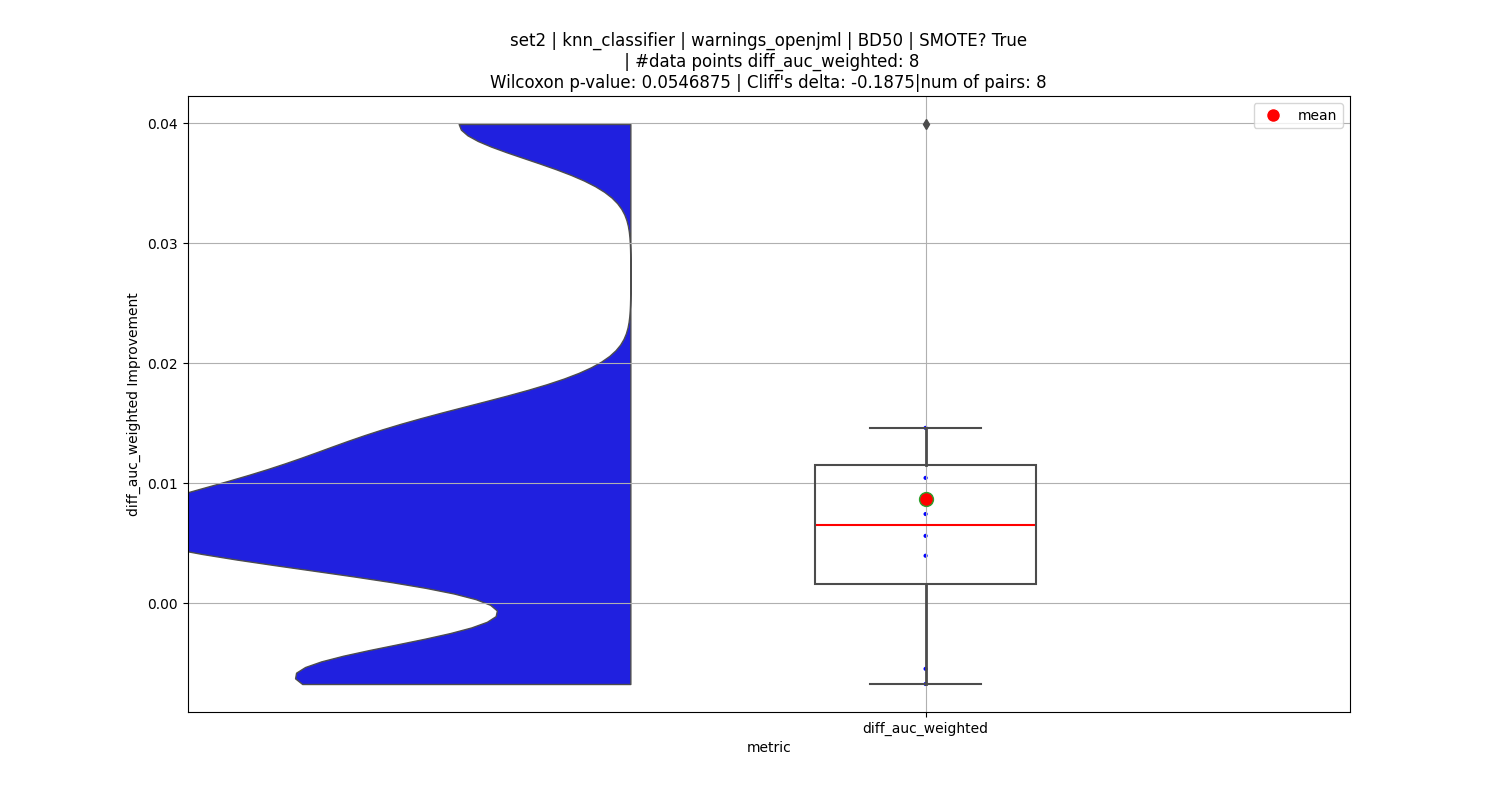 set2 | knn_classifier | warnings_openjml | BD50 | SMOTE? True
| #data points diff_auc_weighted: 8
Wilcoxon p-value: 0.0546875 | Cliff's delta: -0.1875|num of pairs: 8
mean
0.04
0.03
0.02
0.01
0.00
diff_auc_weighted Improvement
diff_auc_weighted
metric